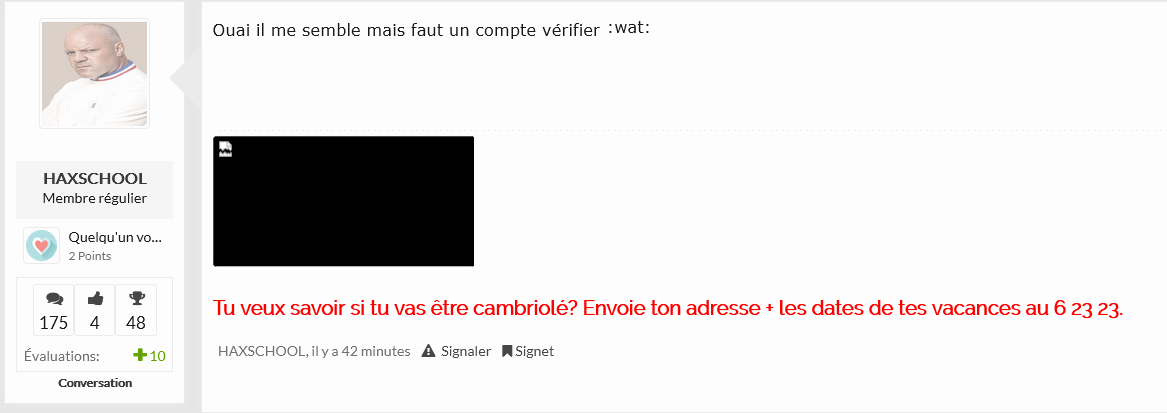 Ouai il me semble mais faut un compte vérifier :wat:
HAXSCHOOL
Membre régulier
Quelqu'un vo...
2 Points
175 4 48
Évaluations: +10
Conversation
Tu veux savoir si tu vas être cambriolé? Envoie ton adresse + les dates de tes vacances au 6 23 23.
HAXSCHOOL, il y a 42 minutes Signaler Signet